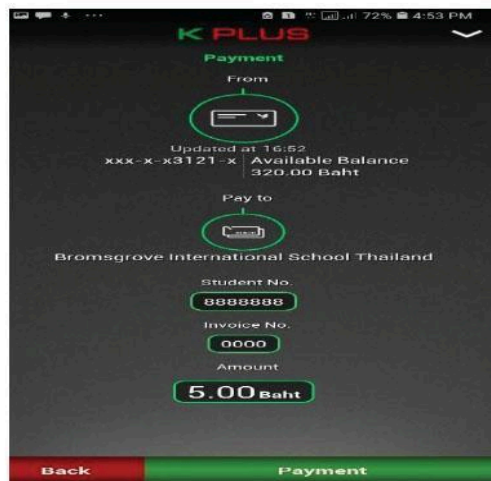 72% 4:53 PM
K PLUS
Payment
From
Updated at 16:52
xxx-x-x3121-x Available Balance
320.00 Baht
Pay to
Bromsgrove International School Thailand
Student No.
8888888
Invoice No.
0000
Amount
5.00 Baht
Back Payment